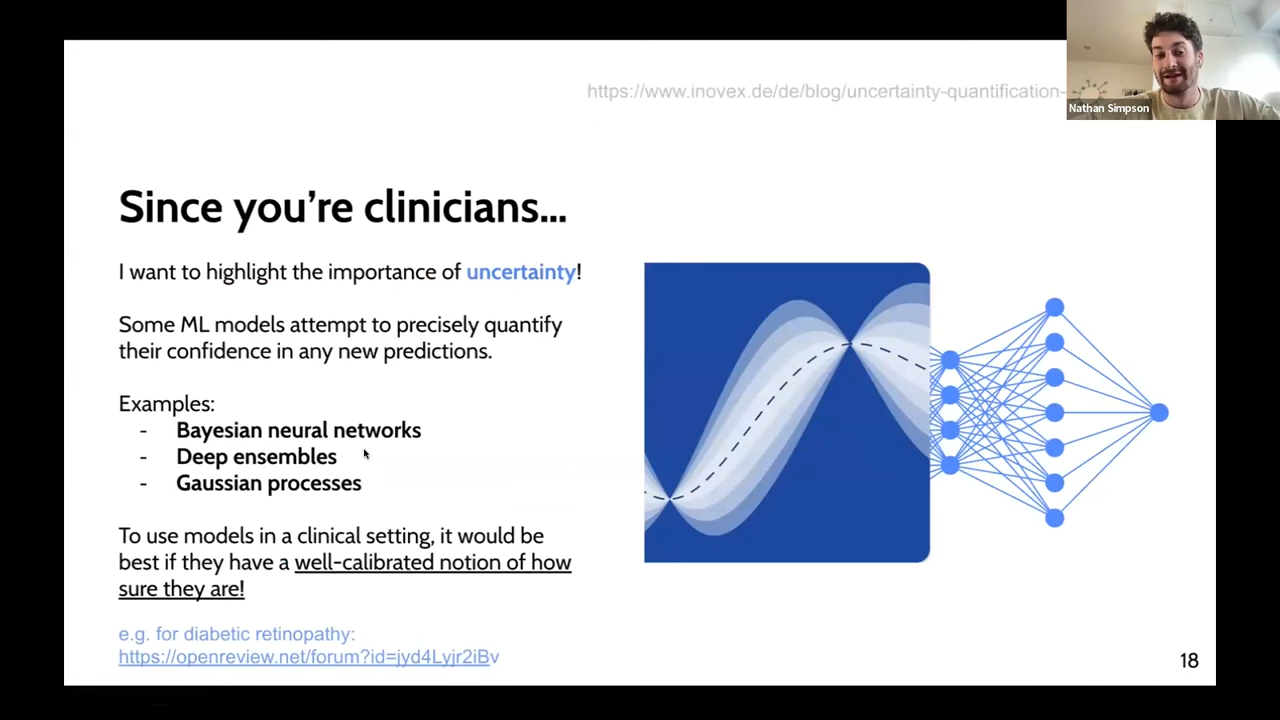 https://www.inovex.de/de/blog/uncertainty-quantification-
Nathan Simpson
Since you're clinicians...
I want to highlight the importance of uncertainty!
Some ML models attempt to precisely quantify
their confidence in any new predictions.
Examples:
- Bayesian neural networks
- Deep ensembles
- Gaussian processes
To use models in a clinical setting, it would be
best if they have a well-calibrated notion of how
sure they are!
e.g. for diabetic retinopathy:
https://openreview.net/forum?id=jyd4Lyjr2iBv
18